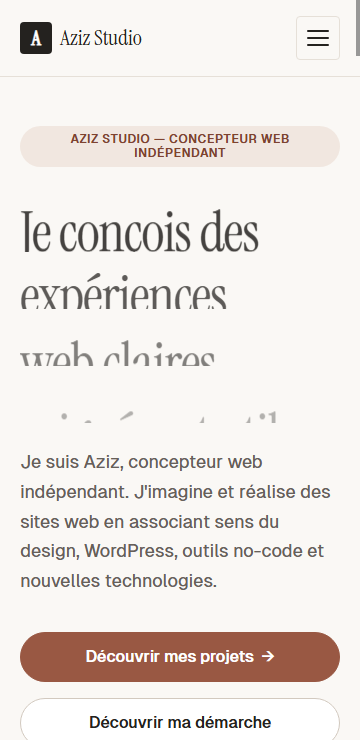 A Aziz Studio
AZIZ STUDIO — CONCEPTEUR WEB
INDÉPENDANT
Je concois des
expériences
web claires
Je suis Aziz, concepteur web
indépendant. J'imagine et réalise des
sites web en associant sens du
design, WordPress, outils no-code et
nouvelles technologies.
Découvrir mes projets →
Découvrir ma démarche